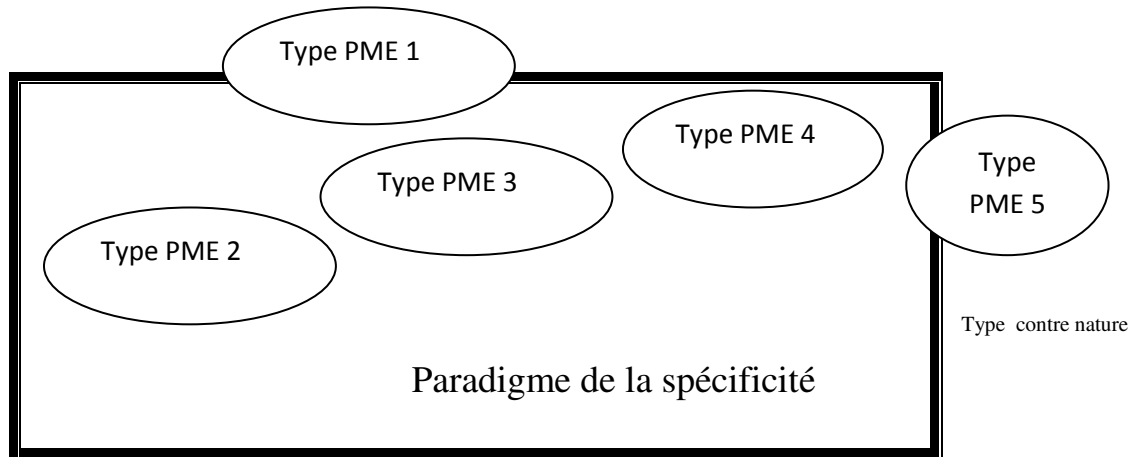 Type PME 1
Type PME 4
Type
PME 5
Type PME 3
Type PME 2
Type contre nature
Paradigme de la spécificité